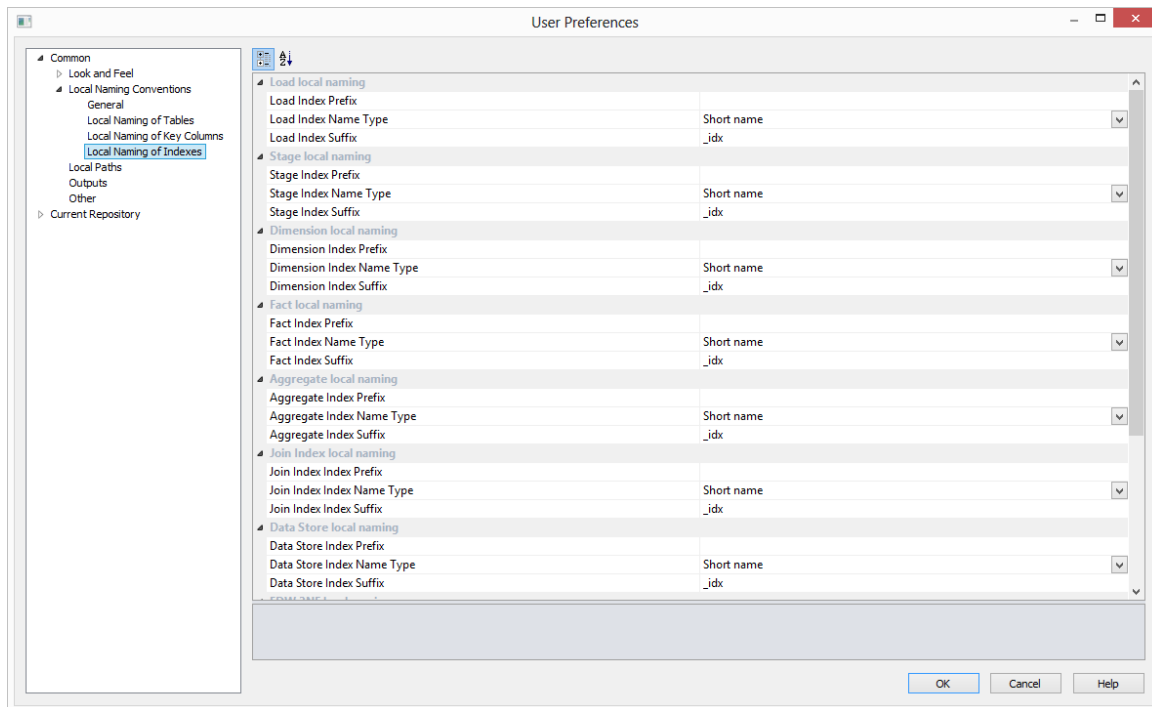 User Preferences
Common
Look and Feel
Local Naming Conventions
General
Local Naming of Tables
Local Naming of Key Columns
Local Naming of Indexes
Local Paths
Outputs
Other
Current Repository
Load local naming
Load Index Prefix
Load Index Name Type Short name
Load Index Suffix _idx
Stage local naming
Stage Index Prefix
Stage Index Name Type Short name
Stage Index Suffix _idx
Dimension local naming
Dimension Index Prefix
Dimension Index Name Type Short name
Dimension Index Suffix _idx
Fact local naming
Fact Index Prefix
Fact Index Name Type Short name
Fact Index Suffix _idx
Aggregate local naming
Aggregate Index Prefix
Aggregate Index Name Type Short name
Aggregate Index Suffix _idx
Join Index local naming
Join Index Index Prefix
Join Index Index Name Type Short name
Join Index Index Suffix _idx
Data Store local naming
Data Store Index Prefix
Data Store Index Name Type Short name
Data Store Index Suffix _idx
OK Cancel Help